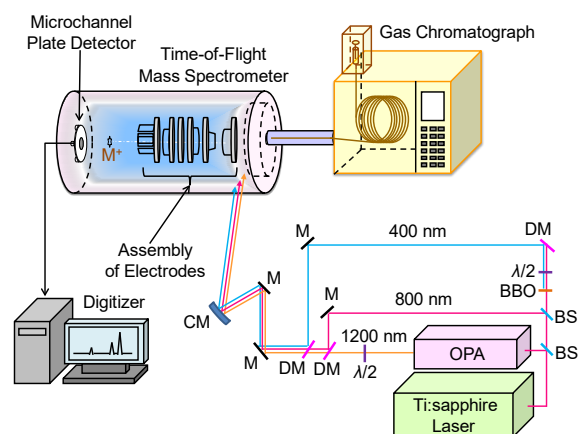 Microchannel
Plate Detector
Time-of-Flight
Mass Spectrometer
Gas Chromatograph
M⁺
Assembly
of Electrodes
Digitizer
CM
M
M
M
M
400 nm
DM
λ/2
BBO
800 nm
BS
1200 nm
DM
DM
λ/2
OPA
BS
Ti:sapphire
Laser